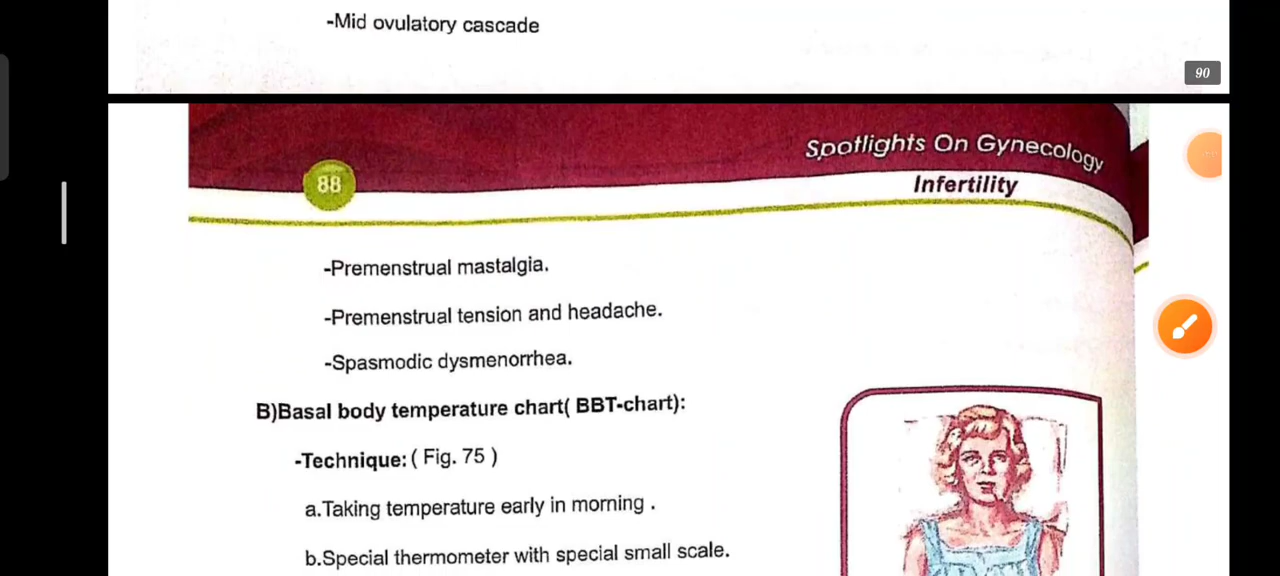 -Mid ovulatory cascade
90
Spotlights On Gynecology
88
Infertility
-Premenstrual mastalgia.
-Premenstrual tension and headache.
-Spasmodic dysmenorrhea.
B)Basal body temperature chart( BBT-chart):
-Technique: ( Fig. 75 )
a.Taking temperature early in morning .
b.Special thermometer with special small scale.